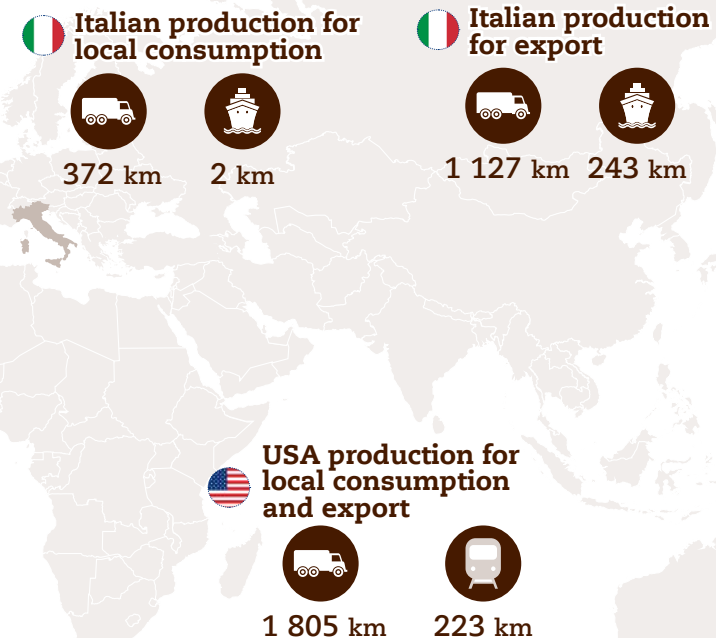 Italian production for
local consumption
372 km
2 km
Italian production
for export
1 127 km
243 km
USA production for
local consumption
and export
1 805 km
223 km